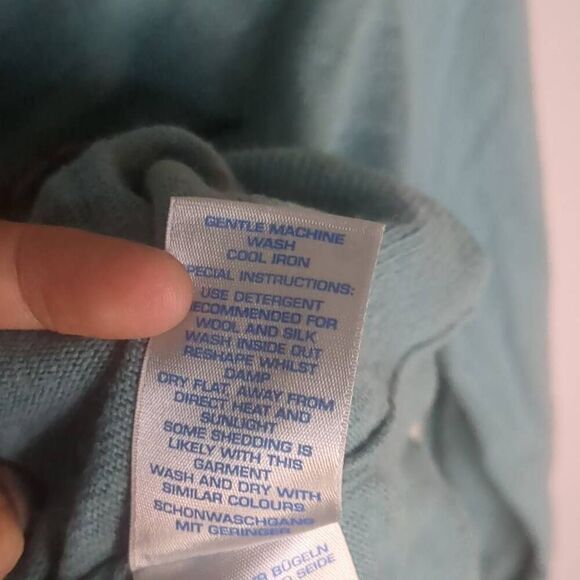 GENTLE MACHINE
WASH
COOL IRON
SPECIAL INSTRUCTIONS:
USE DETERGENT
RECOMMENDED FOR
WOOL AND SILK
WASH INSIDE OUT
RESHAPE WHILST
DAMP
DRY FLAT, AWAY FROM
DIRECT HEAT AND
SUNLIGHT
SOME SHEDDING IS
LIKELY WITH THIS
GARMENT
WASH AND DRY WITH
SIMILAR COLOURS
SCHONWASCHGANG
MIT GERINGER
BÜGELN
SEIDE